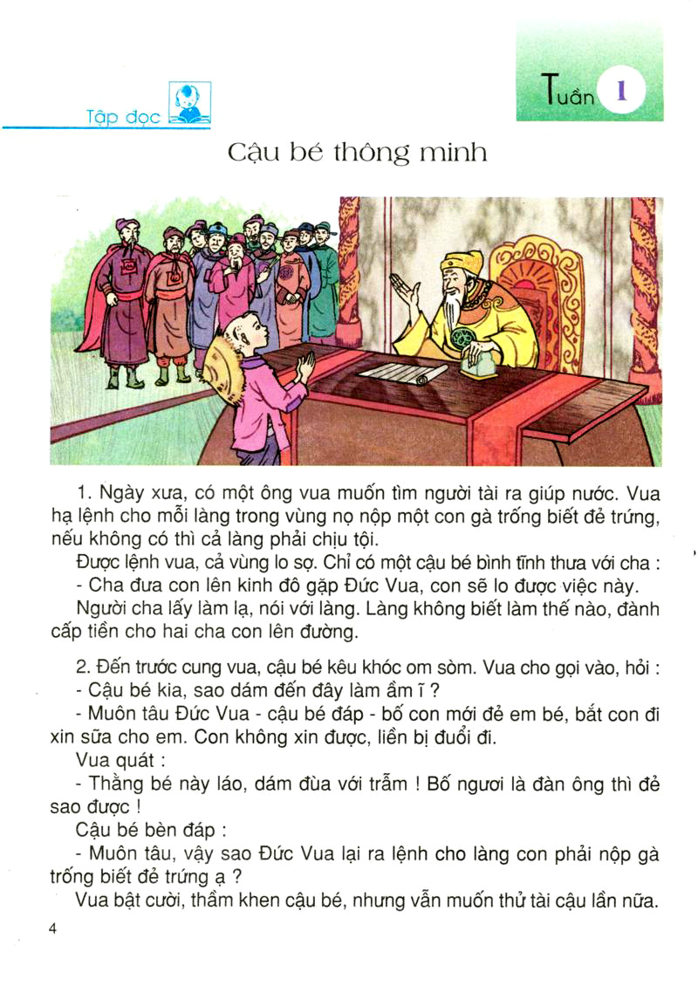 Tuần 1
Tập đọc
Cậu bé thông minh
1. Ngày xưa, có một ông vua muốn tìm người tài ra giúp nước. Vua
hạ lệnh cho mỗi làng trong vùng nọ nộp một con gà trống biết đẻ trứng,
nếu không có thì cả làng phải chịu tội.
Được lệnh vua, cả vùng lo sợ. Chỉ có một cậu bé bình tĩnh thưa với cha :
- Cha đưa con lên kinh đô gặp Đức Vua, con sẽ lo được việc này.
Người cha lấy làm lạ, nói với làng. Làng không biết làm thế nào, đành
cấp tiền cho hai cha con lên đường.
2. Đến trước cung vua, cậu bé kêu khóc om sòm. Vua cho gọi vào, hỏi :
- Cậu bé kia, sao dám đến đây làm ầm ĩ ?
- Muôn tâu Đức Vua - cậu bé đáp - bố con mới đẻ em bé, bắt con đi
xin sữa cho em. Con không xin được, liền bị đuổi đi.
Vua quát :
- Thằng bé này láo, dám đùa với trẫm ! Bố ngươi là đàn ông thì đẻ
sao được !
Cậu bé bèn đáp :
- Muôn tâu, vậy sao Đức Vua lại ra lệnh cho làng con phải nộp gà
trống biết đẻ trứng ạ ?
Vua bật cười, thầm khen cậu bé, nhưng vẫn muốn thử tài cậu lần nữa.
4